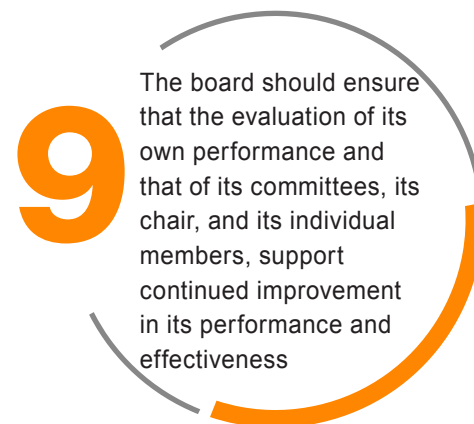 9
The board should ensure
that the evaluation of its
own performance and
that of its committees, its
chair, and its individual
members, support
continued improvement
in its performance and
effectiveness